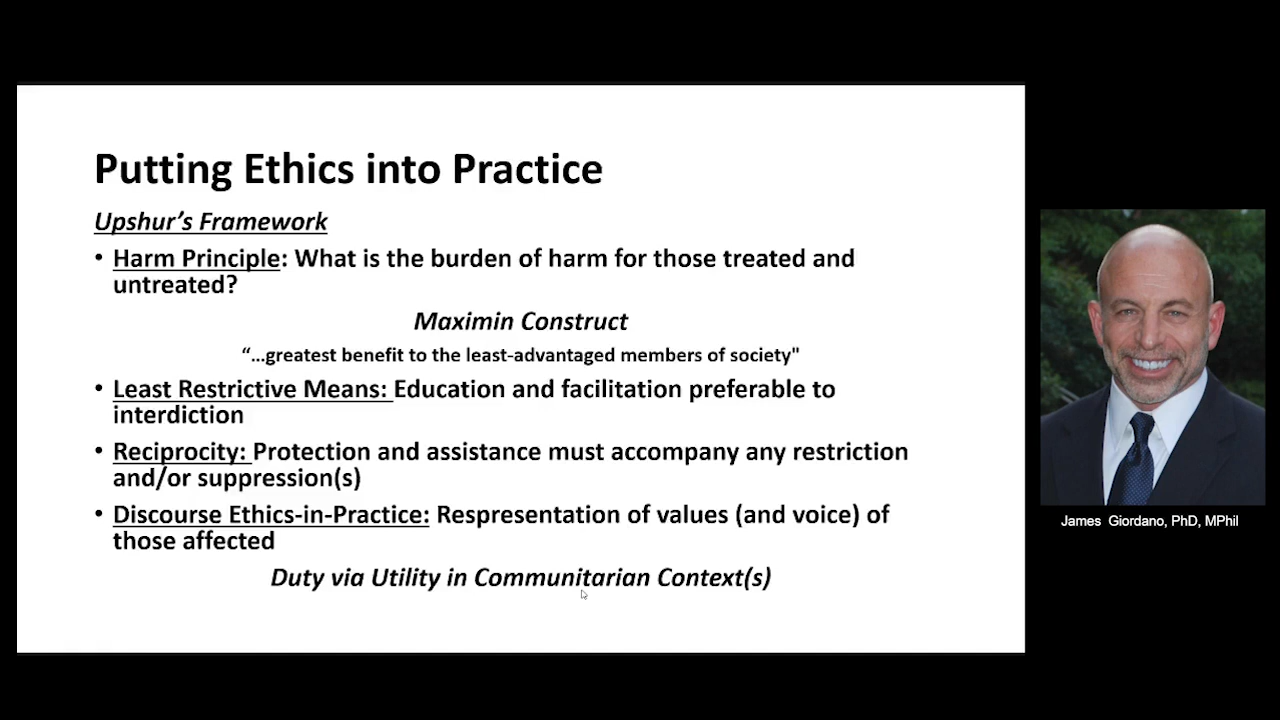 Putting Ethics into Practice
Upshur's Framework
• Harm Principle: What is the burden of harm for those treated and
untreated?
Maximin Construct
“...greatest benefit to the least-advantaged members of society"
• Least Restrictive Means: Education and facilitation preferable to
interdiction
• Reciprocity: Protection and assistance must accompany any restriction
and/or suppression(s)
• Discourse Ethics-in-Practice: Respresentation of values (and voice) of
those affected
Duty via Utility in Communitarian Context(s)
James Giordano, PhD, MPhil